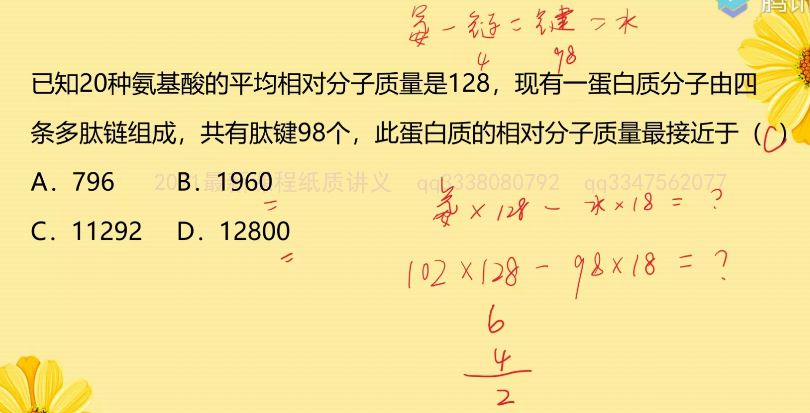 腾讯
氨-链=键=水
4 98
已知20种氨基酸的平均相对分子质量是128，现有一蛋白质分子由四
条多肽链组成，共有肽键98个，此蛋白质的相对分子质量最接近于（C）
A．796 B．1960
程纸质讲义 qq3338080792 qq3347562077
氨×128-水×18=?
C．11292 D．12800
102×128-98×18=?
6
4
2